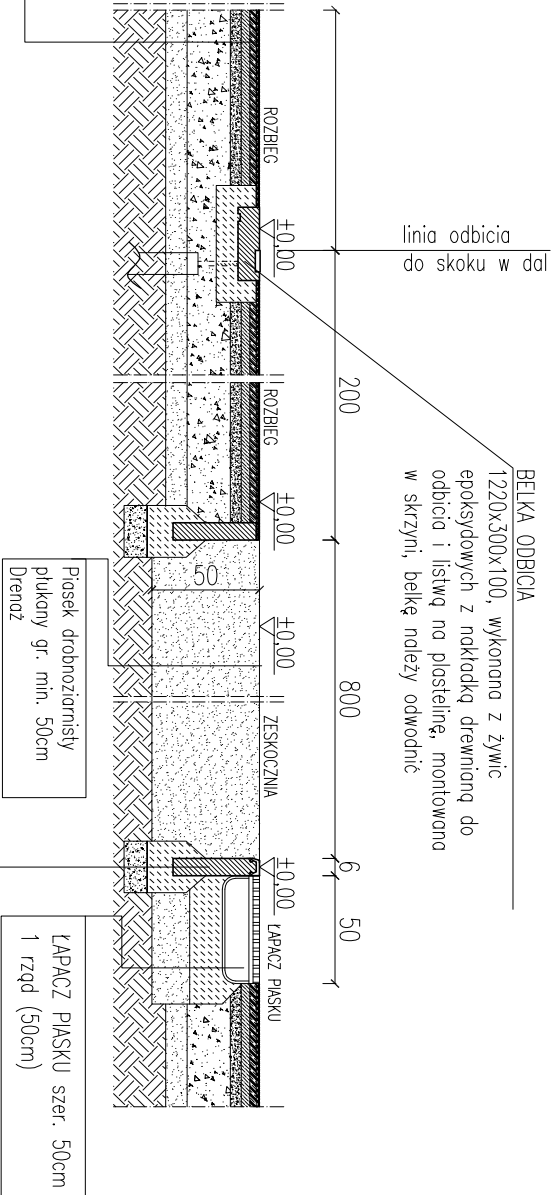 linia odbicia
do skoku w dal
BELKA ODBICIA
1220x300x100, wykonana z żywic
epoksydowych z nakładką drewnianą do
odbicia i listwą na plastelinę, montowana
w skrzyni, belkę należy odwodnić
200
800
6
50
ROZBIEG
±0,00
ROZBIEG
±0,00
±0,00
ZESKOCZNIA
±0,00
ŁAPACZ PIASKU
50
Piasek drobnoziarnisty
płukany gr. min. 50cm
Drenaż
ŁAPACZ PIASKU szer. 50cm
1 rząd (50cm)